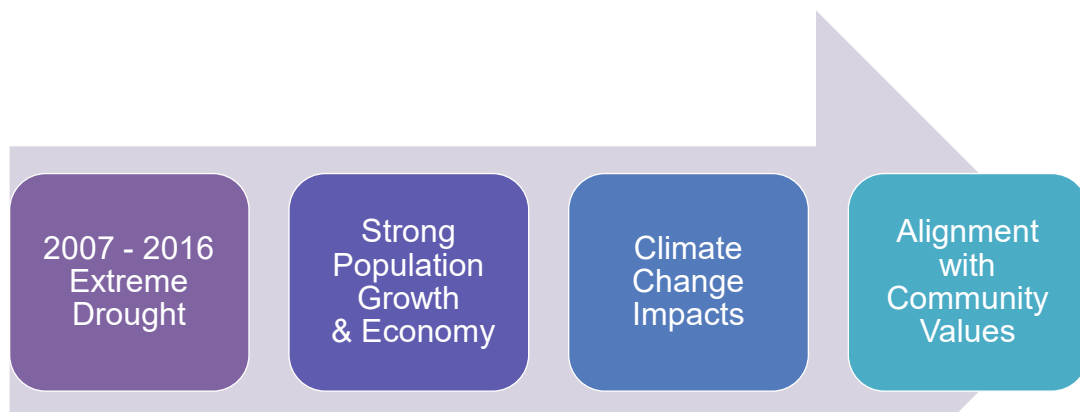 2007 - 2016
Extreme
Drought
Strong
Population
Growth
& Economy
Climate
Change
Impacts
Alignment
with
Community
Values